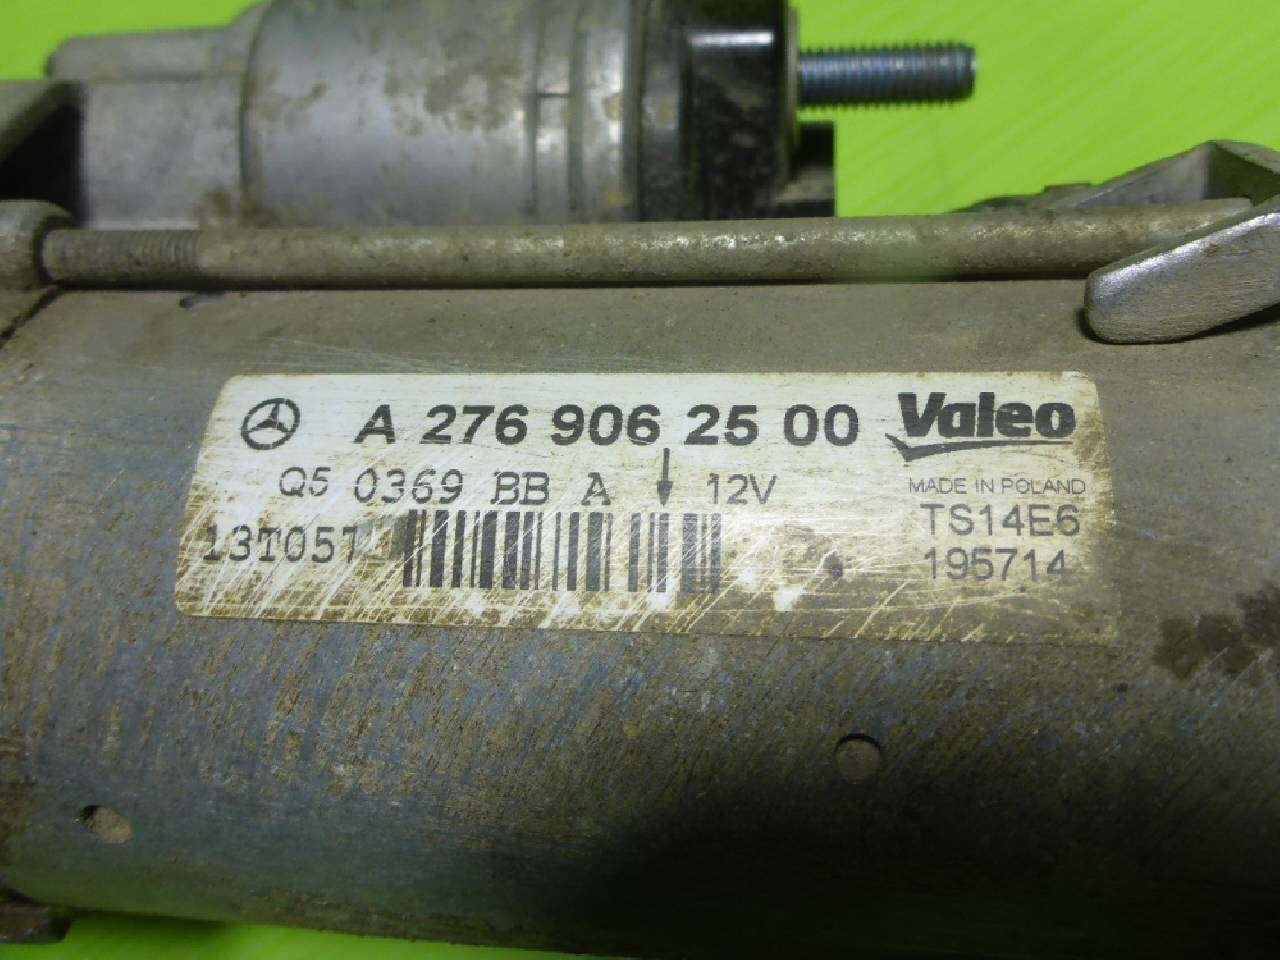 A 276 906 25 00 Valeo
Q5 0369 BB A 12V MADE IN POLAND
13T057 TS14E6
195714